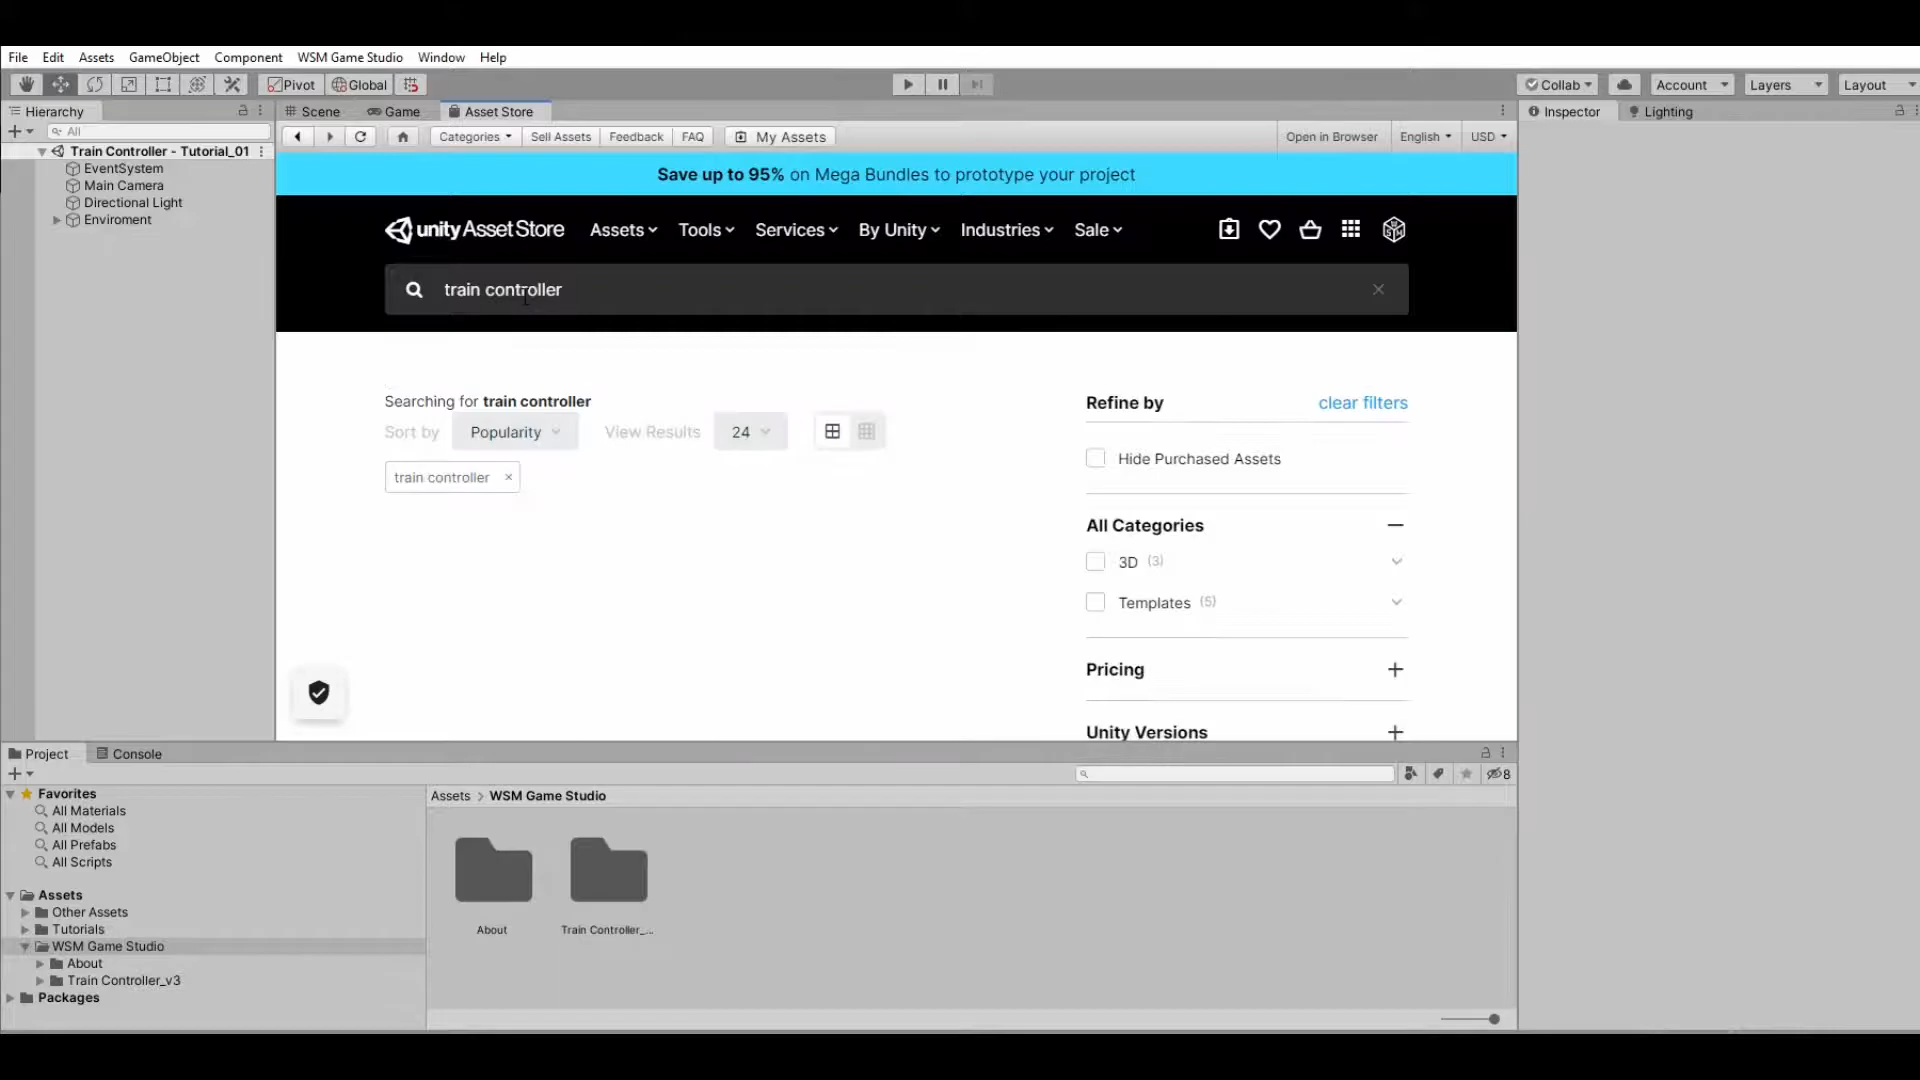 File Edit Assets GameObject Component WSM Game Studio Window Help
Pivot Global Collab Account Layers Layout
Hierarchy Scene Game Asset Store Inspector Lighting
All Categories Sell Assets Feedback FAQ My Assets Open in Browser English USD
Train Controller - Tutorial_01
EventSystem
Main Camera
Directional Light
Enviroment
Save up to 95% on Mega Bundles to prototype your project
unity Asset Store Assets Tools Services By Unity Industries Sale
train controller
Searching for train controller
Sort by Popularity View Results 24
train controller ×
Refine by clear filters
Hide Purchased Assets
All Categories
3D (3)
Templates (5)
Pricing
Unity Versions
Project Console
8
Favorites
All Materials
All Models
All Prefabs
All Scripts
Assets
Other Assets
Tutorials
WSM Game Studio
About
Train Controller_v3
Packages
Assets > WSM Game Studio
About Train Controller_...